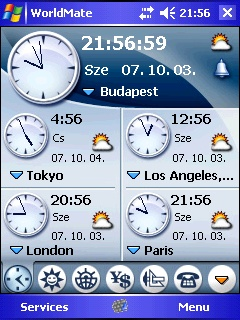 WorldMate 21:56
21:56:59
Sze 07. 10. 03.
Budapest
4:56
Cs
07. 10. 04.
Tokyo
12:56
Sze
07. 10. 03.
Los Angeles,...
20:56
Sze
07. 10. 03.
London
21:56
Sze
07. 10. 03.
Paris
¥$
Services Menu